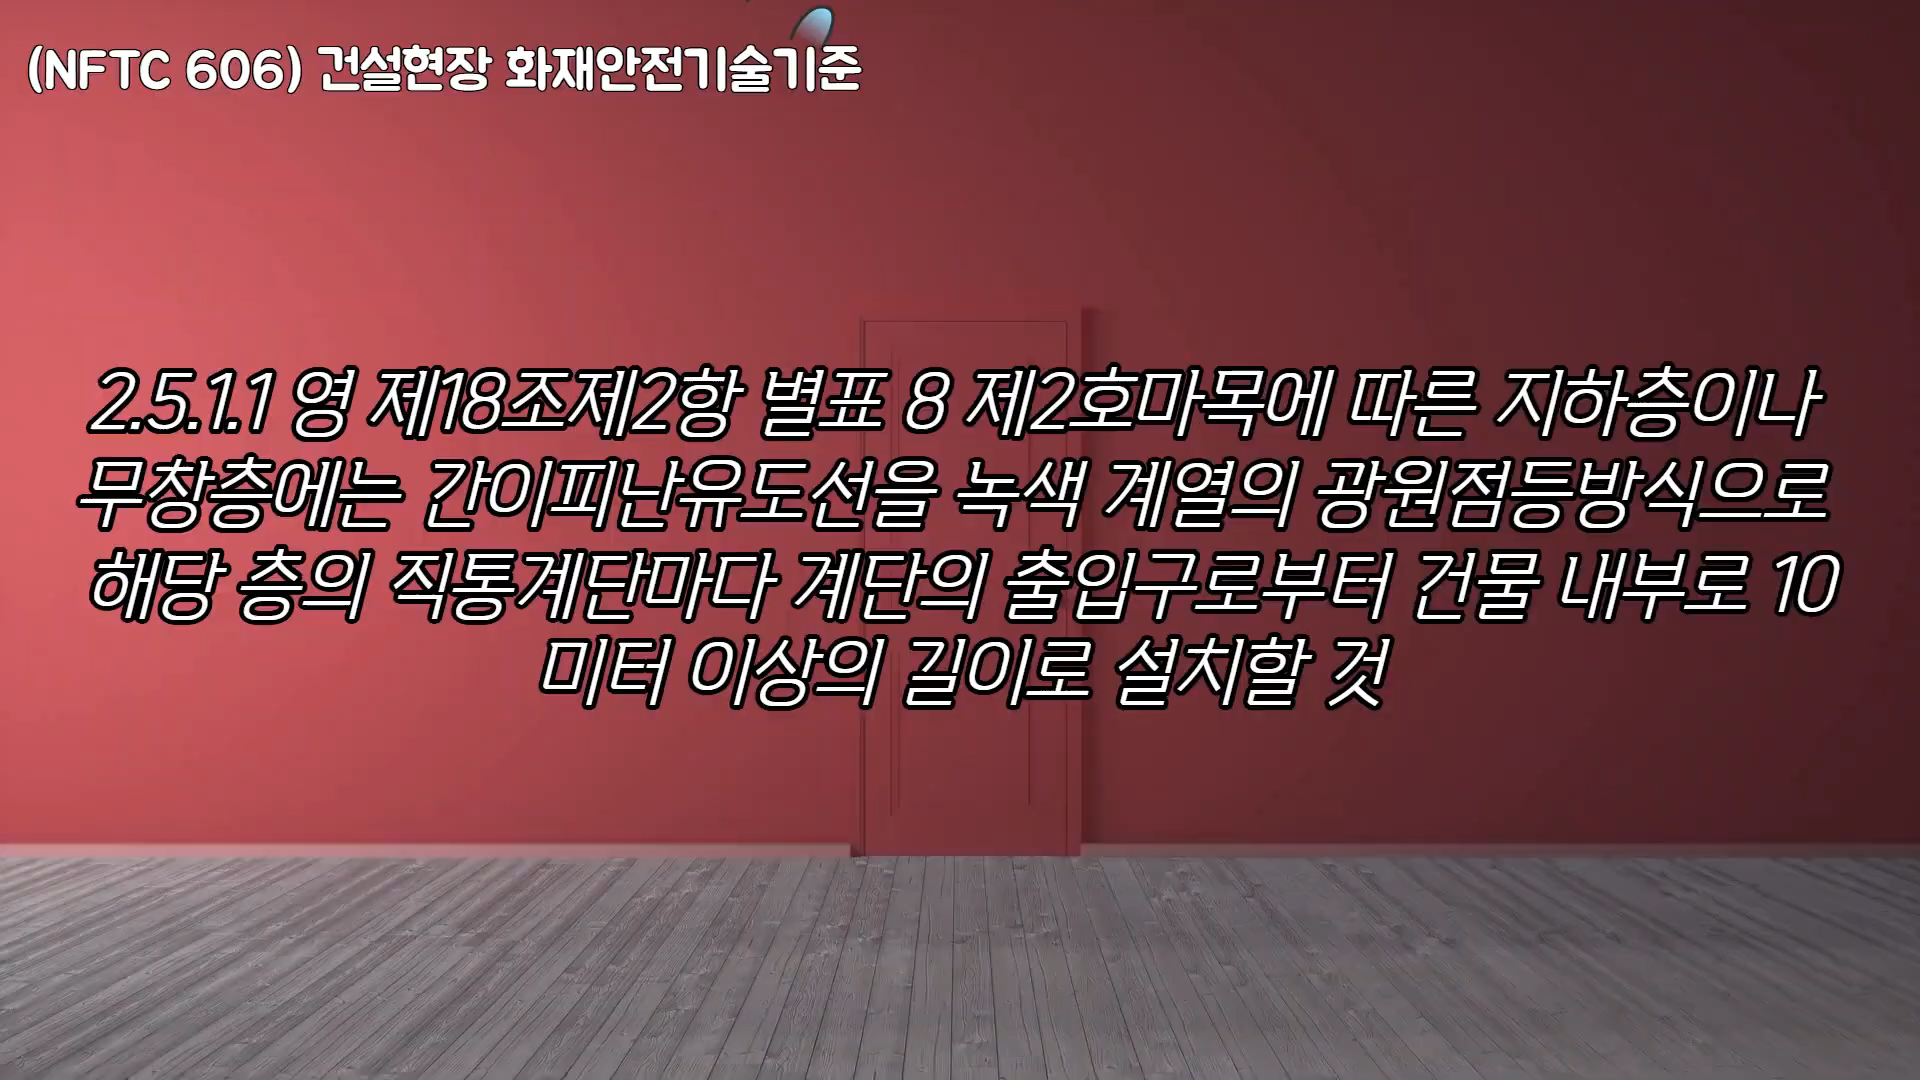 (NFTC 606) 건설현장 화재안전기술기준
2.5.1.1 영 제18조제2항 별표 8 제2호마목에 따른 지하층이나
무창층에는 간이피난유도선을 녹색 계열의 광원점등방식으로
해당 층의 직통계단마다 계단의 출입구로부터 건물 내부로 10
미터 이상의 길이로 설치할 것